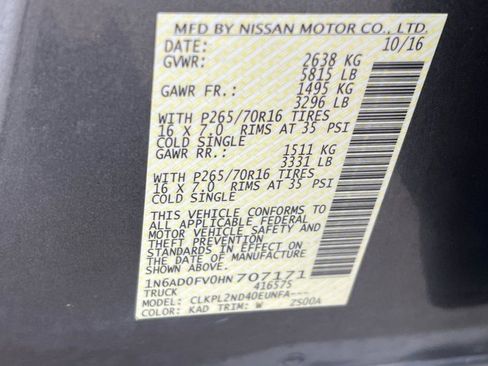 MFD BY NISSAN MOTOR CO., LTD.
DATE: 10/16
GVWR: 2638 KG
5815 LB
GAWR FR.: 1495 KG
3296 LB
WITH P265/70R16 TIRES
16 X 7.0 RIMS AT 35 PSI
COLD SINGLE
GAWR RR.: 1511 KG
3331 LB
WITH P265/70R16 TIRES
16 X 7.0 RIMS AT 35 PSI
COLD SINGLE
THIS VEHICLE CONFORMS TO
ALL APPLICABLE FEDERAL
MOTOR VEHICLE SAFETY AND
THEFT PREVENTION
STANDARDS IN EFFECT ON
THE DATE OF MANUFACTURE
SHOWN ABOVE.
1N6AD0FV0HN707171
TRUCK 416575
MODEL: CLKPL2ND40EUNFA---
COLOR: KAD TRIM: W 2S00A